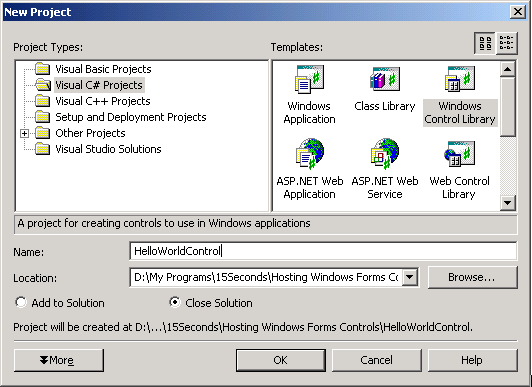 New Project
Project Types:
Templates:
Visual Basic Projects
Visual C# Projects
Visual C++ Projects
Setup and Deployment Projects
Other Projects
Visual Studio Solutions
Windows Application
Class Library
Windows Control Library
ASP.NET Web Application
ASP.NET Web Service
Web Control Library
A project for creating controls to use in Windows applications
Name:
HelloWorldControl
Location:
D:\My Programs\15Seconds\Hosting Windows Forms Co
Browse...
Add to Solution
Close Solution
Project will be created at D:\...\15Seconds\Hosting Windows Forms Controls\HelloWorldControl.
More
OK
Cancel
Help